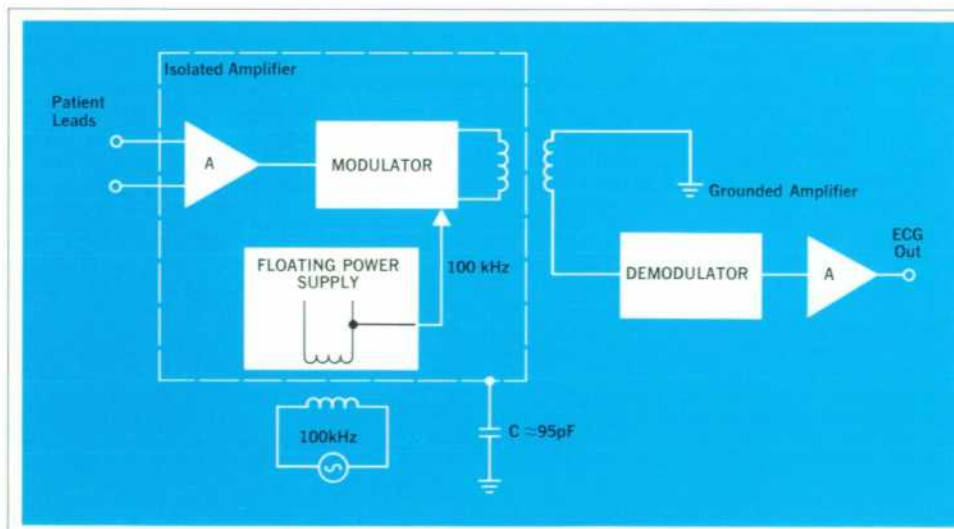 Isolated Amplifier
Patient
Leads
A
MODULATOR
Grounded Amplifier
100 kHz
FLOATING POWER
SUPPLY
DEMODULATOR
A
ECG
Out
100kHz
C ≈95pF